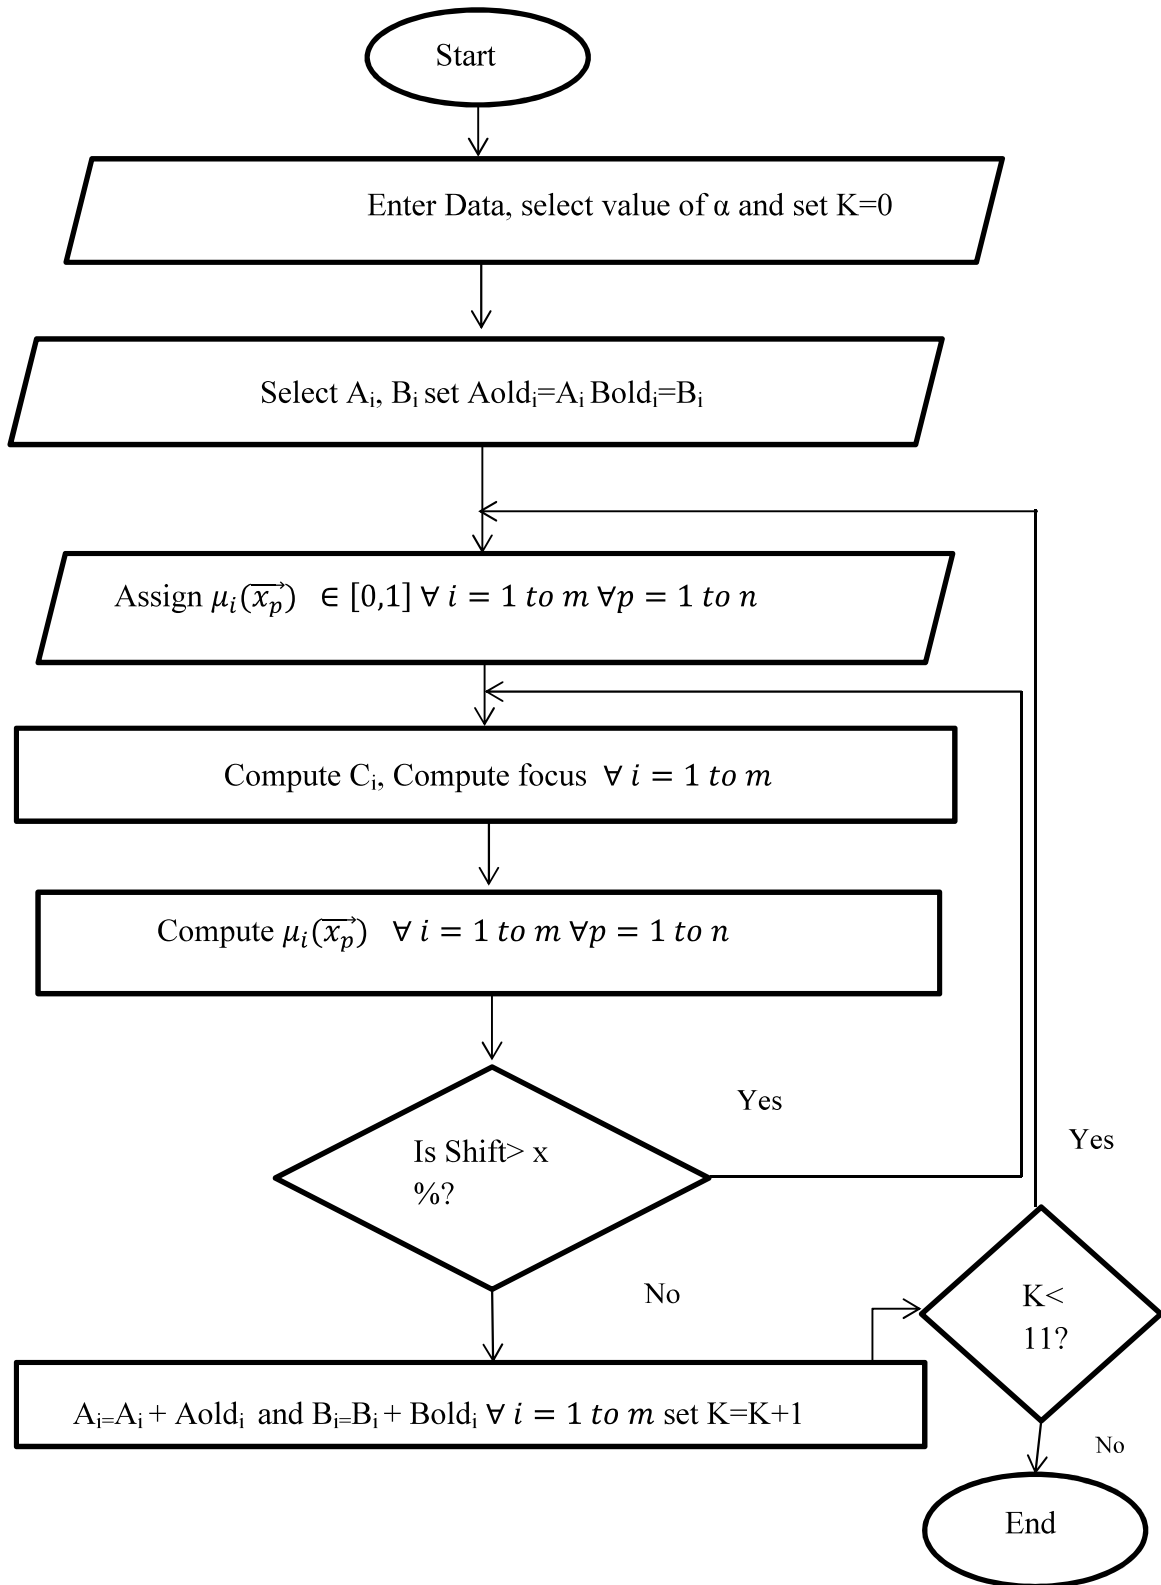 Start
Enter Data, select value of α and set K=0
Select Aᵢ, Bᵢ set Aoldᵢ=Aᵢ Boldᵢ=Bᵢ
Assign 𝜇ᵢ(𝑥ₚ⃗) ∈ [0,1] ∀ 𝑖 = 1 𝑡𝑜 𝑚 ∀𝑝 = 1 𝑡𝑜 𝑛
Compute Cᵢ, Compute focus ∀ 𝑖 = 1 𝑡𝑜 𝑚
Compute 𝜇ᵢ(𝑥ₚ⃗) ∀ 𝑖 = 1 𝑡𝑜 𝑚 ∀𝑝 = 1 𝑡𝑜 𝑛
Yes
Is Shift> x
%?
Yes
No
K<
11?
Aᵢ₌Aᵢ + Aoldᵢ and Bᵢ₌Bᵢ + Boldᵢ ∀ 𝑖 = 1 𝑡𝑜 𝑚 set K=K+1
No
End